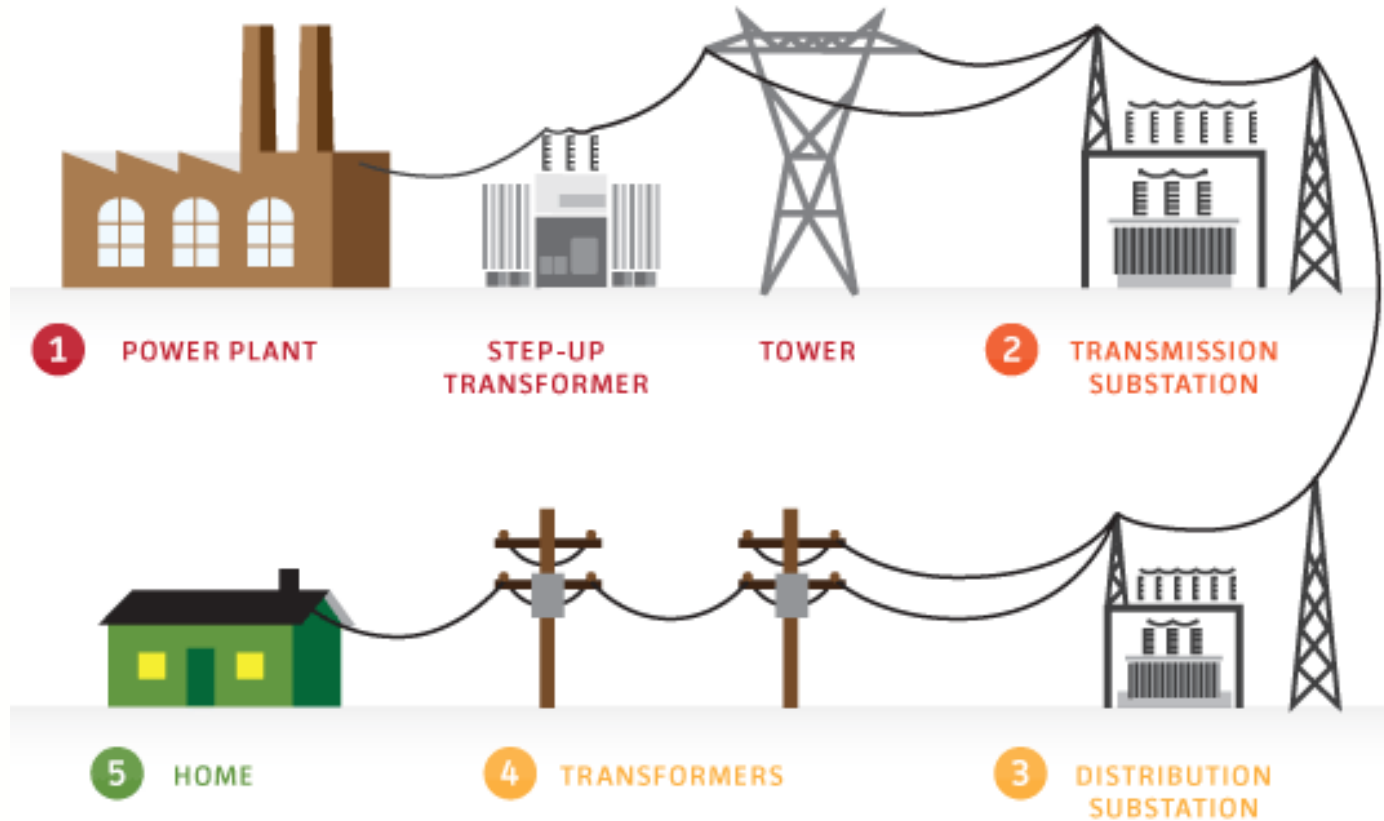 1 POWER PLANT
STEP-UP
TRANSFORMER
TOWER
2 TRANSMISSION
SUBSTATION
5 HOME
4 TRANSFORMERS
3 DISTRIBUTION
SUBSTATION